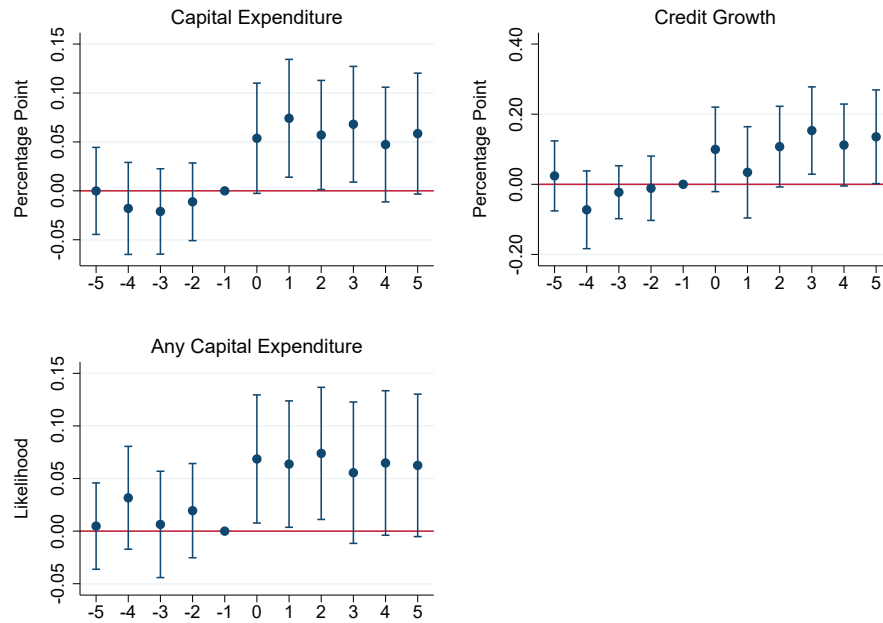 Capital Expenditure
Percentage Point
0.15
0.10
0.05
0.00
-0.05
-5 -4 -3 -2 -1 0 1 2 3 4 5
Credit Growth
Percentage Point
0.40
0.20
0.00
-0.20
-5 -4 -3 -2 -1 0 1 2 3 4 5
Any Capital Expenditure
Likelihood
0.15
0.10
0.05
0.00
-0.05
-5 -4 -3 -2 -1 0 1 2 3 4 5